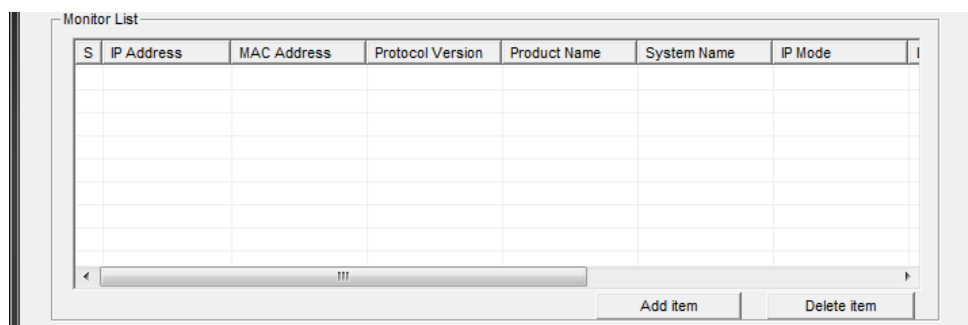 Monitor List
S IP Address MAC Address Protocol Version Product Name System Name IP Mode
Add item Delete item